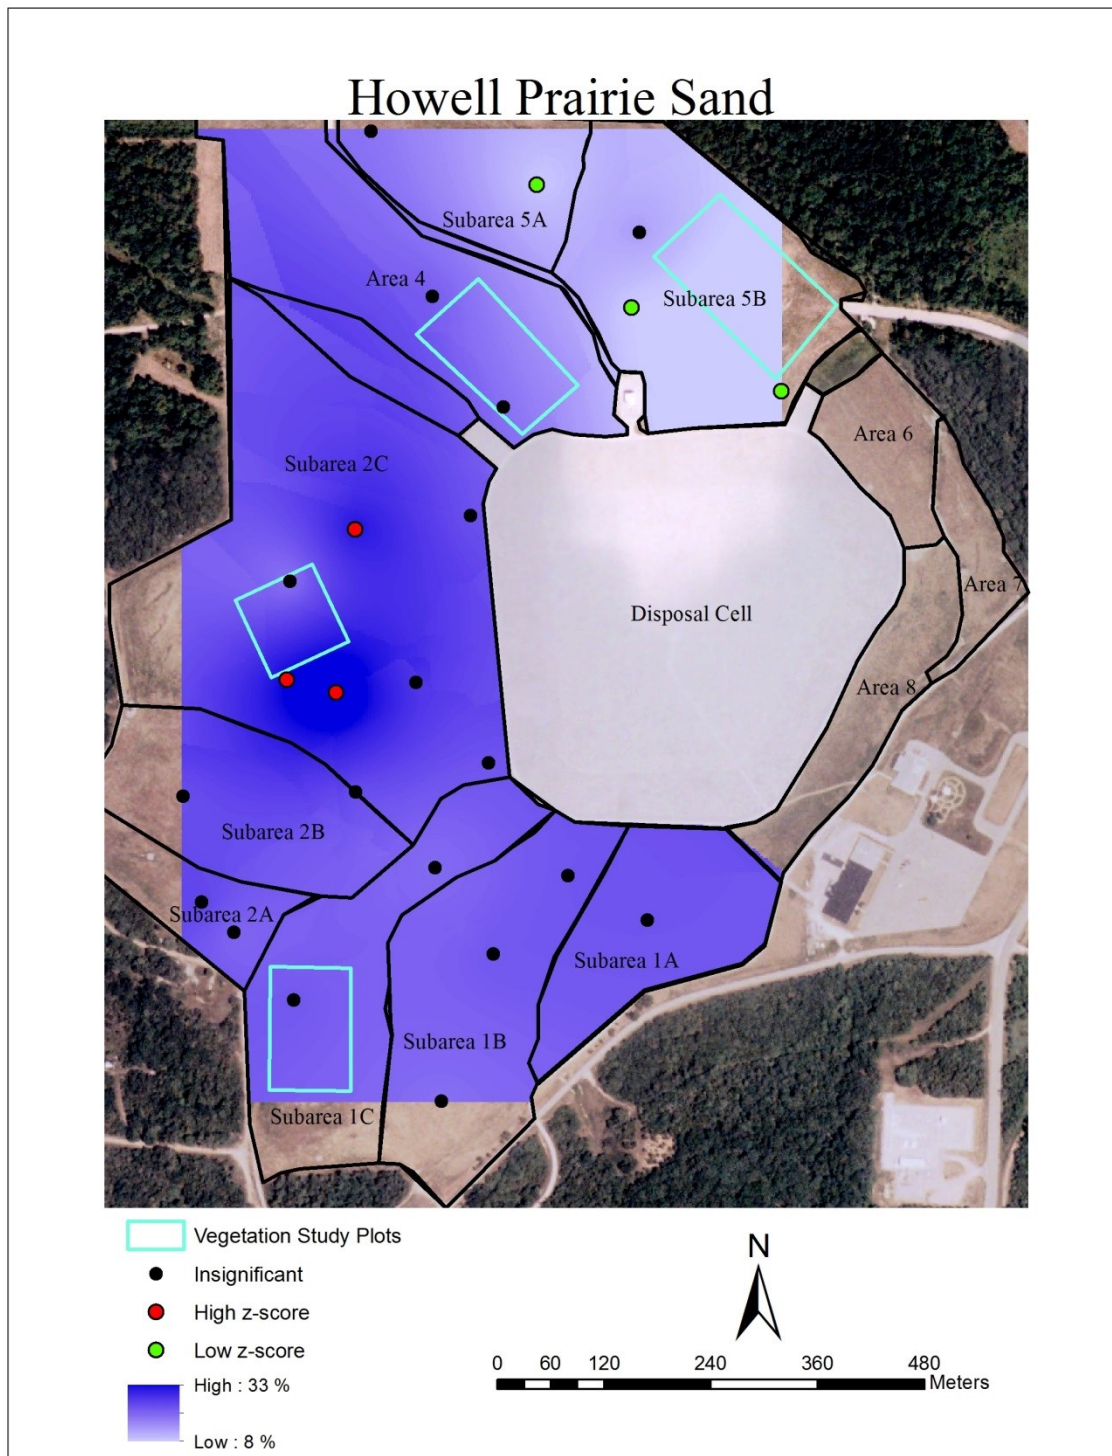 Howell Prairie Sand
Subarea 5A
Area 4
Subarea 5B
Area 6
Subarea 2C
Area 7
Disposal Cell
Area 8
Subarea 2B
Subarea 2A
Subarea 1A
Subarea 1B
Subarea 1C
Vegetation Study Plots
Insignificant
High z-score
Low z-score
High : 33 %
Low : 8 %
N
0 60 120 240 360 480
Meters